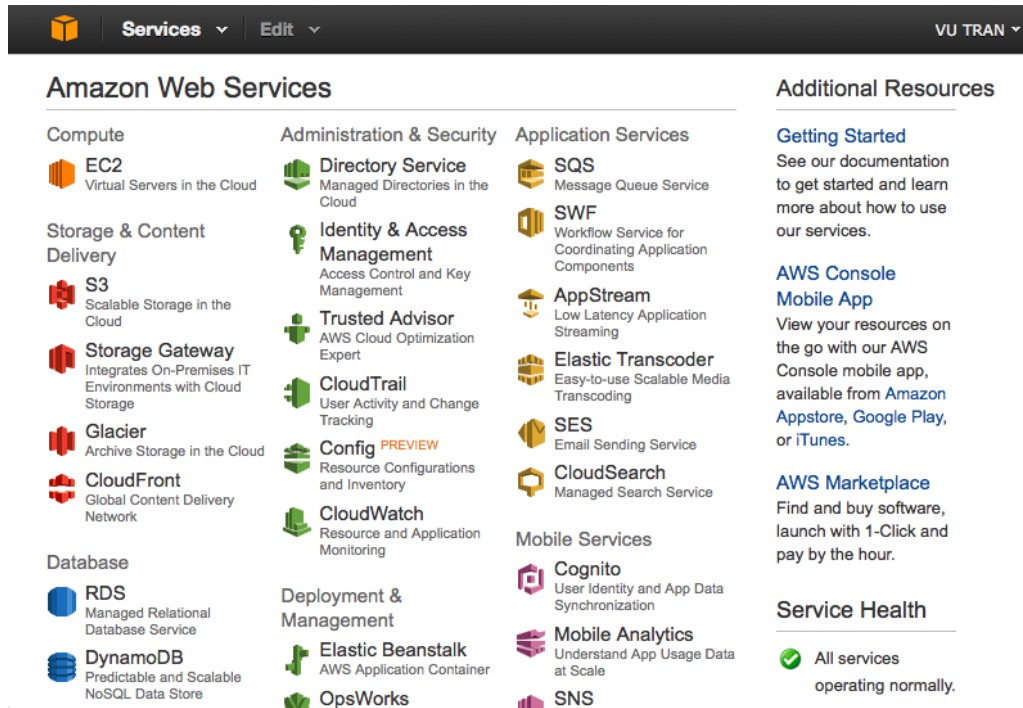 Services Edit VU TRAN
Amazon Web Services
Compute
EC2
Virtual Servers in the Cloud
Storage & Content
Delivery
S3
Scalable Storage in the
Cloud
Storage Gateway
Integrates On-Premises IT
Environments with Cloud
Storage
Glacier
Archive Storage in the Cloud
CloudFront
Global Content Delivery
Network
Database
RDS
Managed Relational
Database Service
DynamoDB
Predictable and Scalable
NoSQL Data Store
Administration & Security
Directory Service
Managed Directories in the
Cloud
Identity & Access
Management
Access Control and Key
Management
Trusted Advisor
AWS Cloud Optimization
Expert
CloudTrail
User Activity and Change
Tracking
Config PREVIEW
Resource Configurations
and Inventory
CloudWatch
Resource and Application
Monitoring
Deployment &
Management
Elastic Beanstalk
AWS Application Container
OpsWorks
Application Services
SQS
Message Queue Service
SWF
Workflow Service for
Coordinating Application
Components
AppStream
Low Latency Application
Streaming
Elastic Transcoder
Easy-to-use Scalable Media
Transcoding
SES
Email Sending Service
CloudSearch
Managed Search Service
Mobile Services
Cognito
User Identity and App Data
Synchronization
Mobile Analytics
Understand App Usage Data
at Scale
SNS
Additional Resources
Getting Started
See our documentation
to get started and learn
more about how to use
our services.
AWS Console
Mobile App
View your resources on
the go with our AWS
Console mobile app,
available from Amazon
Appstore, Google Play,
or iTunes.
AWS Marketplace
Find and buy software,
launch with 1-Click and
pay by the hour.
Service Health
All services
operating normally.